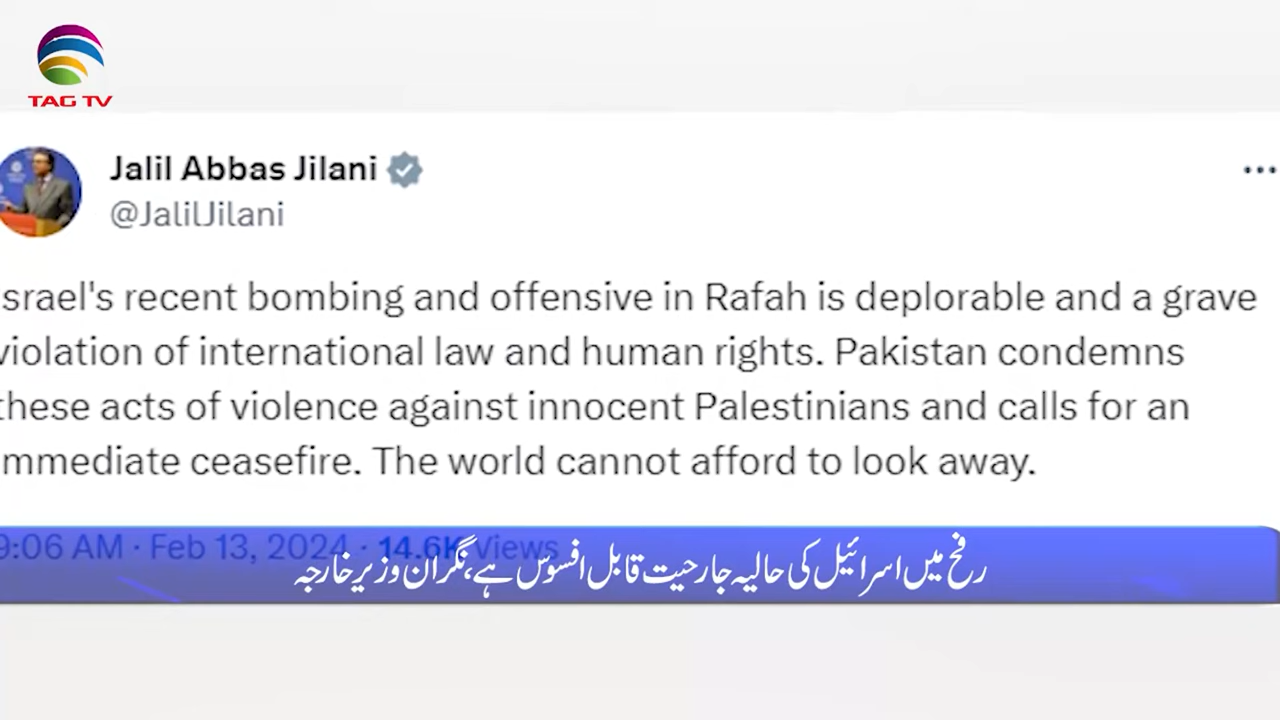 TAG TV
Jalil Abbas Jilani
@JalilJilani
srael's recent bombing and offensive in Rafah is deplorable and a grave
violation of international law and human rights. Pakistan condemns
these acts of violence against innocent Palestinians and calls for an
mmediate ceasefire. The world cannot afford to look away.
9:06 AM · Feb 13, 2024 · 14.6K Views
رفح میں اسرائیل کی حالیہ جارحیت قابل افسوس ہے، نگران وزیر خارجہ